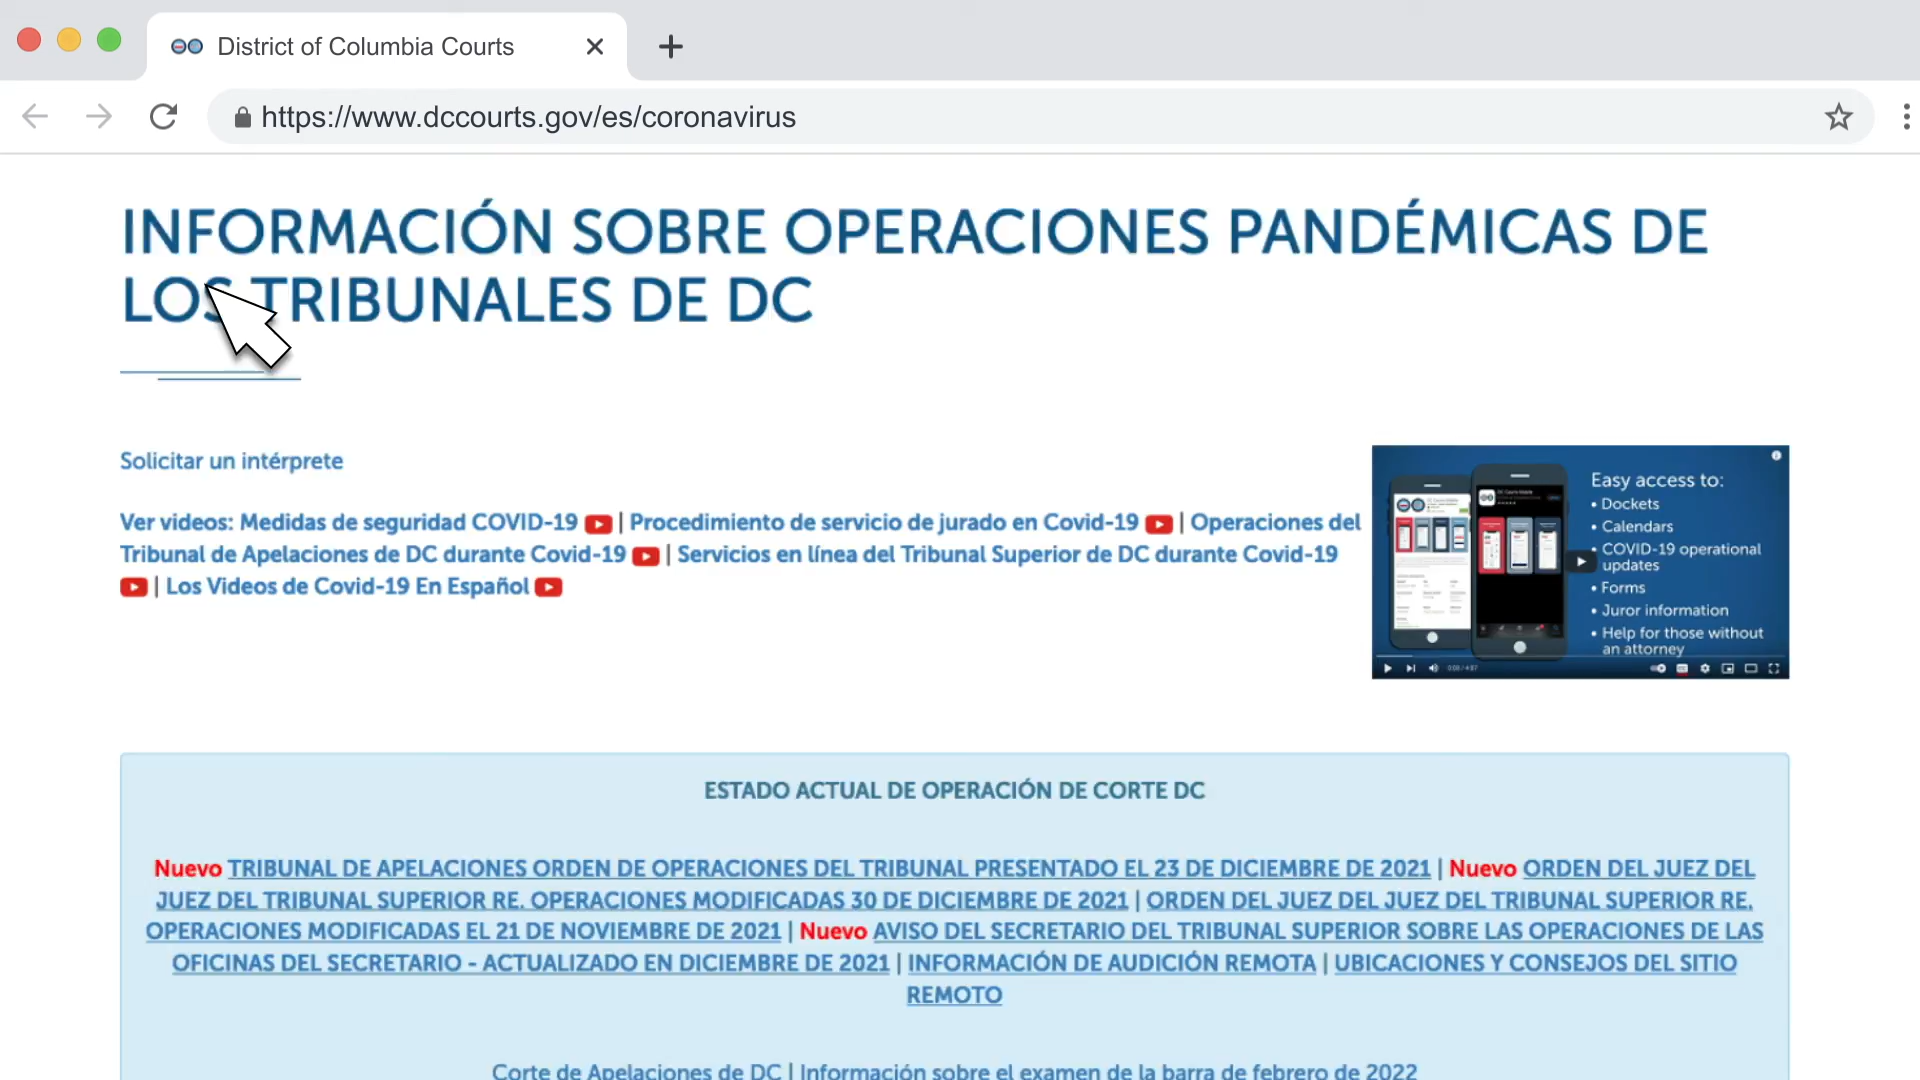 District of Columbia Courts
https://www.dccourts.gov/es/coronavirus
INFORMACIÓN SOBRE OPERACIONES PANDÉMICAS DE
LOS TRIBUNALES DE DC
Solicitar un intérprete
Ver videos: Medidas de seguridad COVID-19 | Procedimiento de servicio de jurado en Covid-19 | Operaciones del
Tribunal de Apelaciones de DC durante Covid-19 | Servicios en línea del Tribunal Superior de DC durante Covid-19
| Los Videos de Covid-19 En Español
Easy access to:
• Dockets
• Calendars
• COVID-19 operational
updates
• Forms
• Juror information
• Help for those without
an attorney
ESTADO ACTUAL DE OPERACIÓN DE CORTE DC
Nuevo TRIBUNAL DE APELACIONES ORDEN DE OPERACIONES DEL TRIBUNAL PRESENTADO EL 23 DE DICIEMBRE DE 2021 | Nuevo ORDEN DEL JUEZ DEL
JUEZ DEL TRIBUNAL SUPERIOR RE. OPERACIONES MODIFICADAS 30 DE DICIEMBRE DE 2021 | ORDEN DEL JUEZ DEL JUEZ DEL TRIBUNAL SUPERIOR RE.
OPERACIONES MODIFICADAS EL 21 DE NOVIEMBRE DE 2021 | Nuevo AVISO DEL SECRETARIO DEL TRIBUNAL SUPERIOR SOBRE LAS OPERACIONES DE LAS
OFICINAS DEL SECRETARIO - ACTUALIZADO EN DICIEMBRE DE 2021 | INFORMACIÓN DE AUDICIÓN REMOTA | UBICACIONES Y CONSEJOS DEL SITIO
REMOTO
Corte de Apelaciones de DC | Información sobre el examen de la barra de febrero de 2022